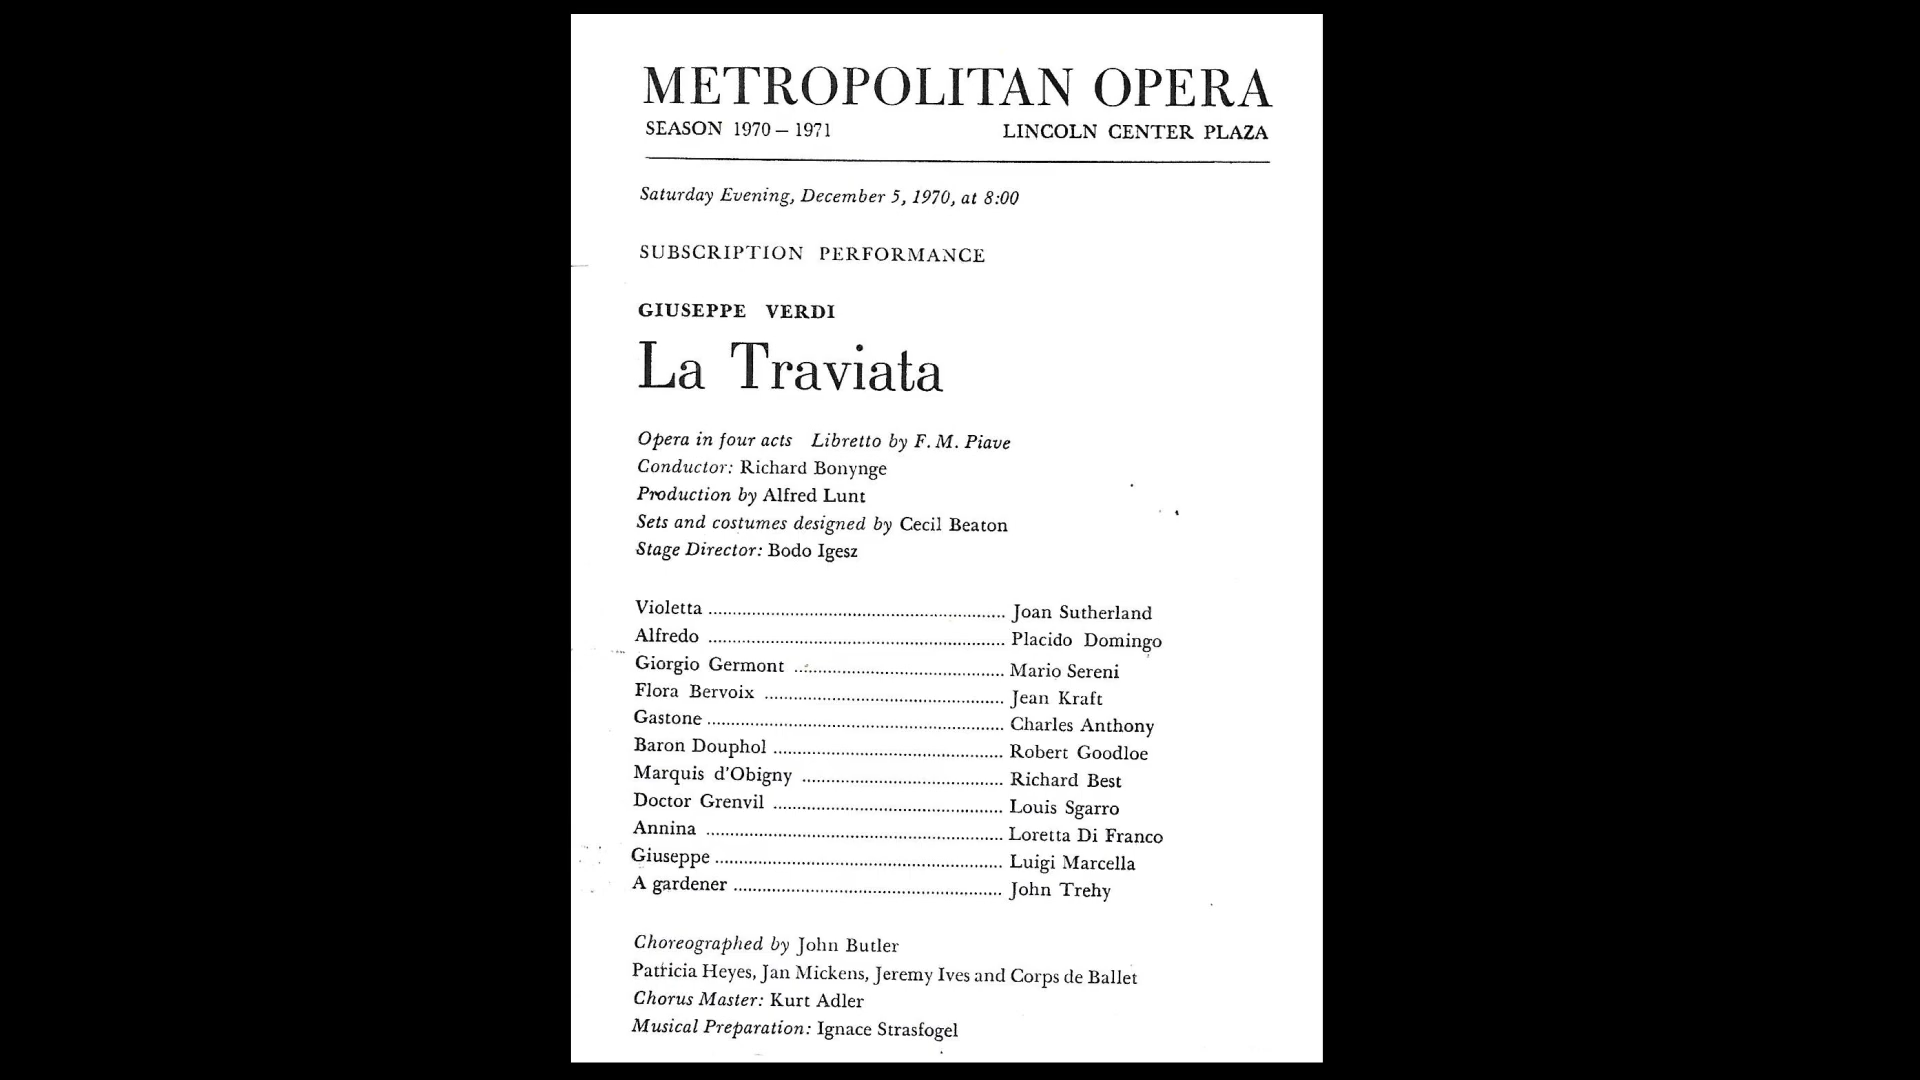 METROPOLITAN OPERA
SEASON 1970 – 1971 LINCOLN CENTER PLAZA
Saturday Evening, December 5, 1970, at 8:00
SUBSCRIPTION PERFORMANCE
GIUSEPPE VERDI
La Traviata
Opera in four acts Libretto by F. M. Piave
Conductor: Richard Bonynge
Production by Alfred Lunt
Sets and costumes designed by Cecil Beaton
Stage Director: Bodo Igesz
Violetta ............................................................. Joan Sutherland
Alfredo ............................................................. Placido Domingo
Giorgio Germont ........................................... Mario Sereni
Flora Bervoix ................................................. Jean Kraft
Gastone ............................................................. Charles Anthony
Baron Douphol ............................................... Robert Goodloe
Marquis d'Obigny ......................................... Richard Best
Doctor Grenvil ............................................... Louis Sgarro
Annina ............................................................. Loretta Di Franco
Giuseppe ........................................................... Luigi Marcella
A gardener ....................................................... John Trehy
Choreographed by John Butler
Patricia Heyes, Jan Mickens, Jeremy Ives and Corps de Ballet
Chorus Master: Kurt Adler
Musical Preparation: Ignace Strasfogel